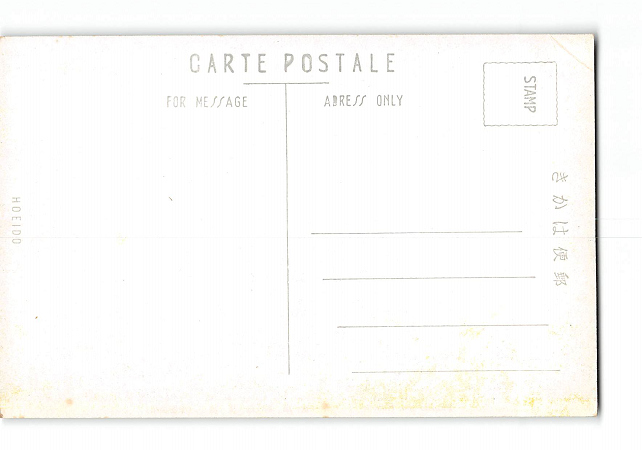 CARTE POSTALE
FOR MESSAGE
ADRESS ONLY
STAMP
きかは便郵
HOEIDO